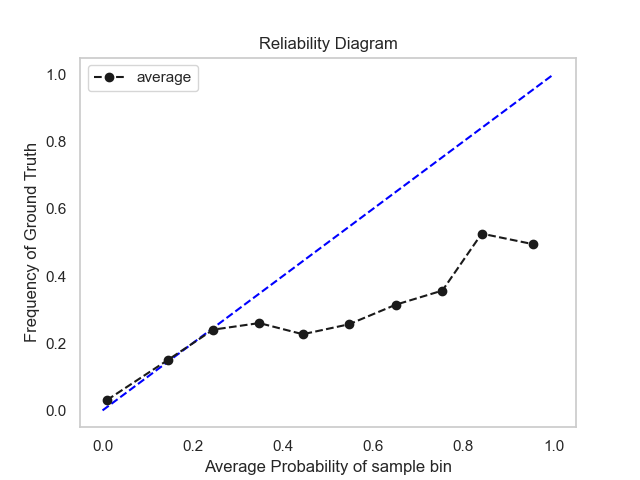 Reliability Diagram
average
Frequency of Ground Truth
1.0
0.8
0.6
0.4
0.2
0.0
0.0 0.2 0.4 0.6 0.8 1.0
Average Probability of sample bin